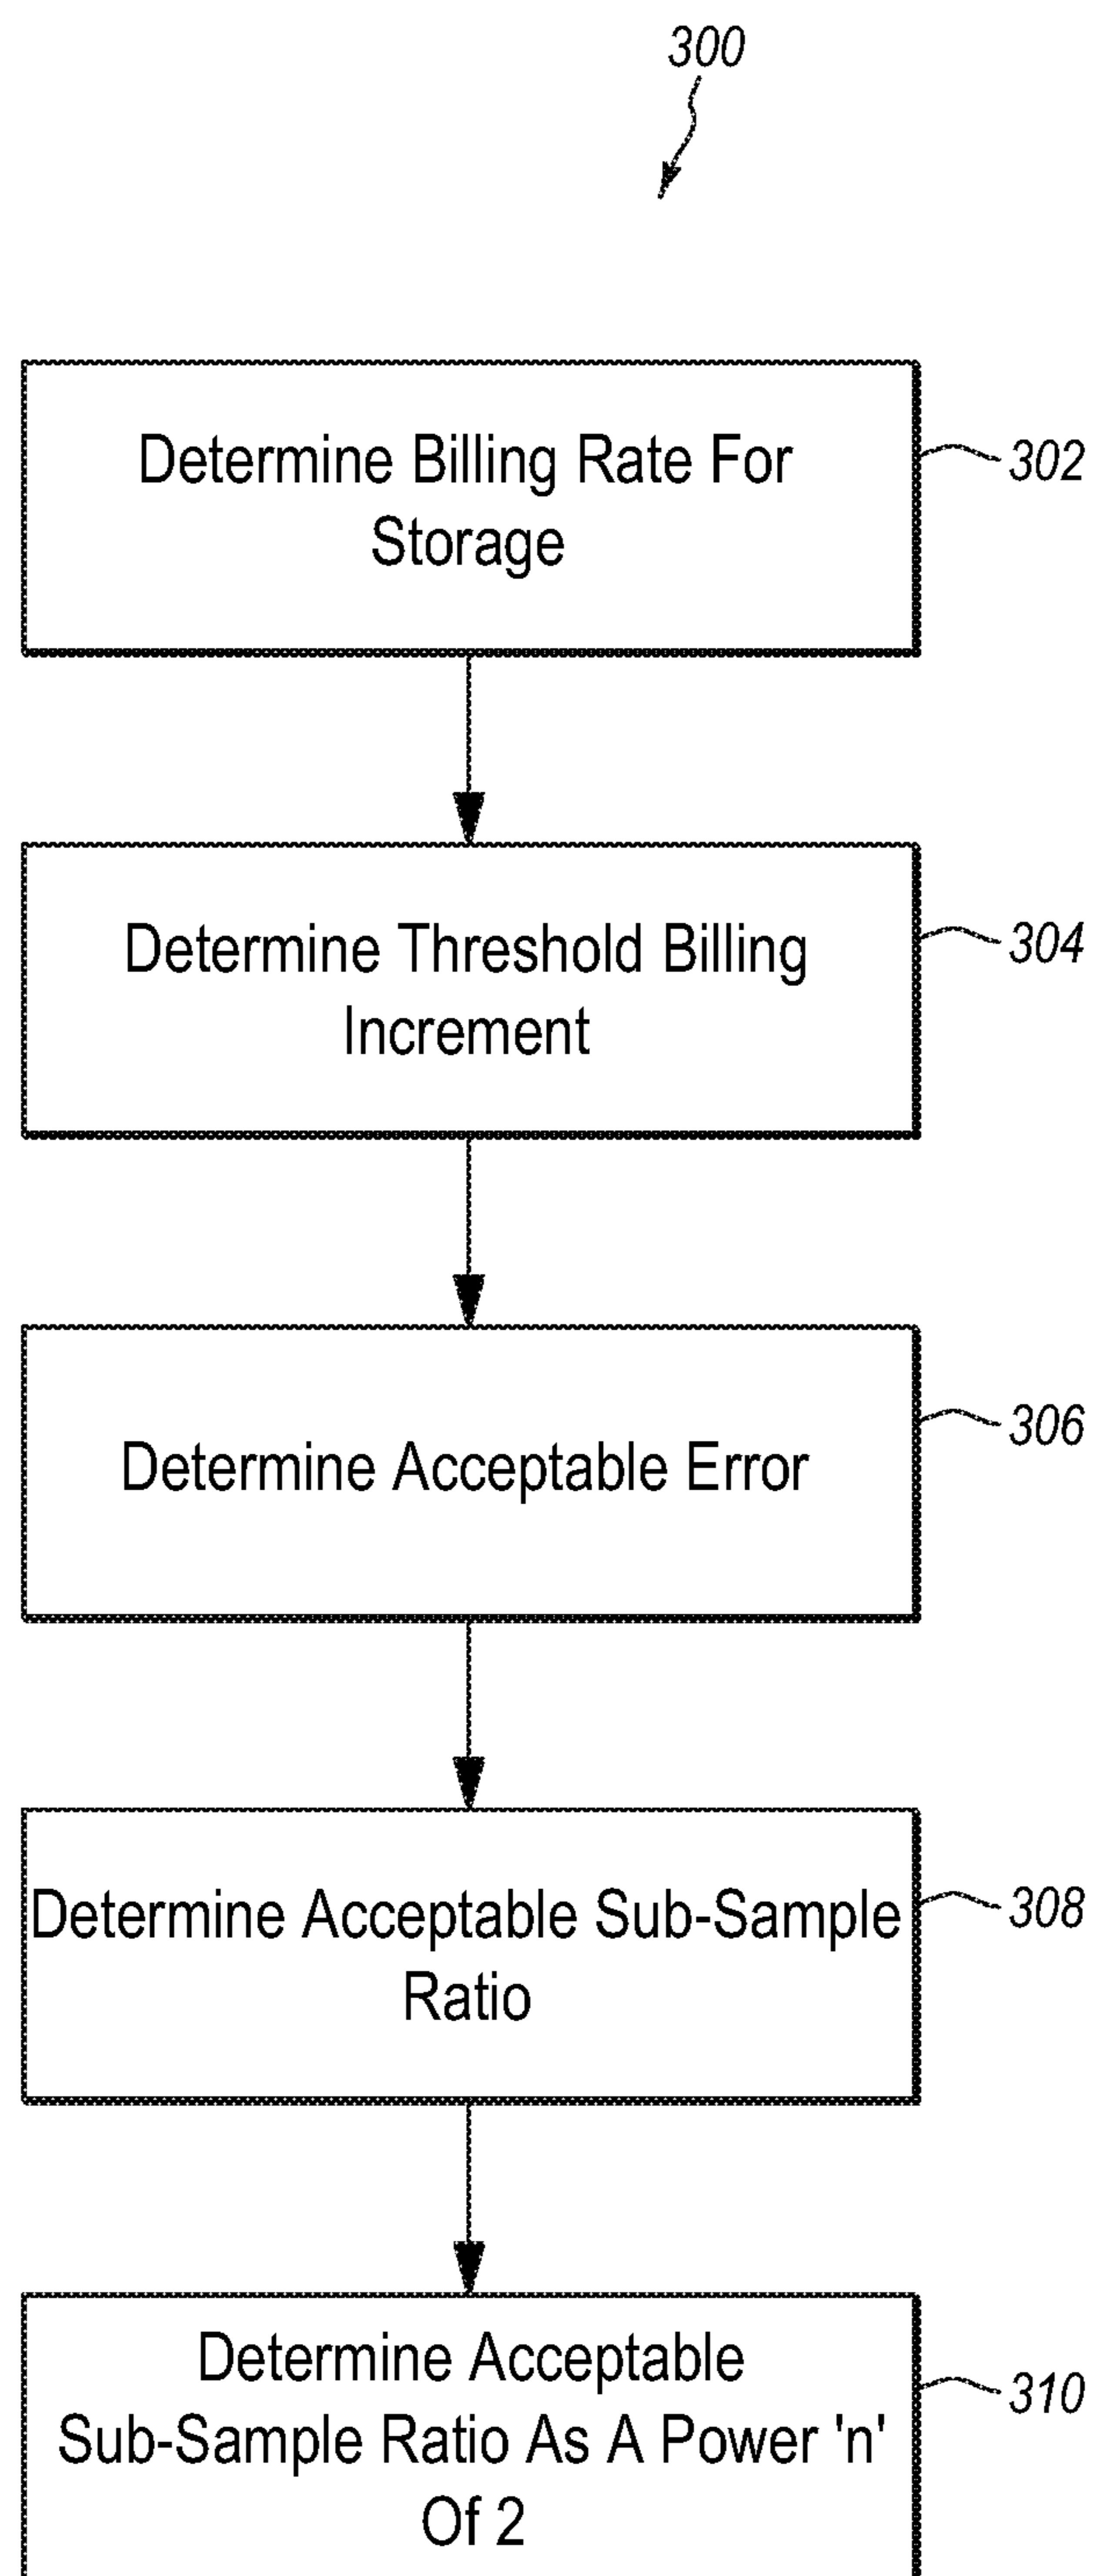 300
Determine Billing Rate For
Storage
302
Determine Threshold Billing
Increment
304
Determine Acceptable Error
306
Determine Acceptable Sub-Sample
Ratio
308
Determine Acceptable
Sub-Sample Ratio As A Power 'n'
Of 2
310